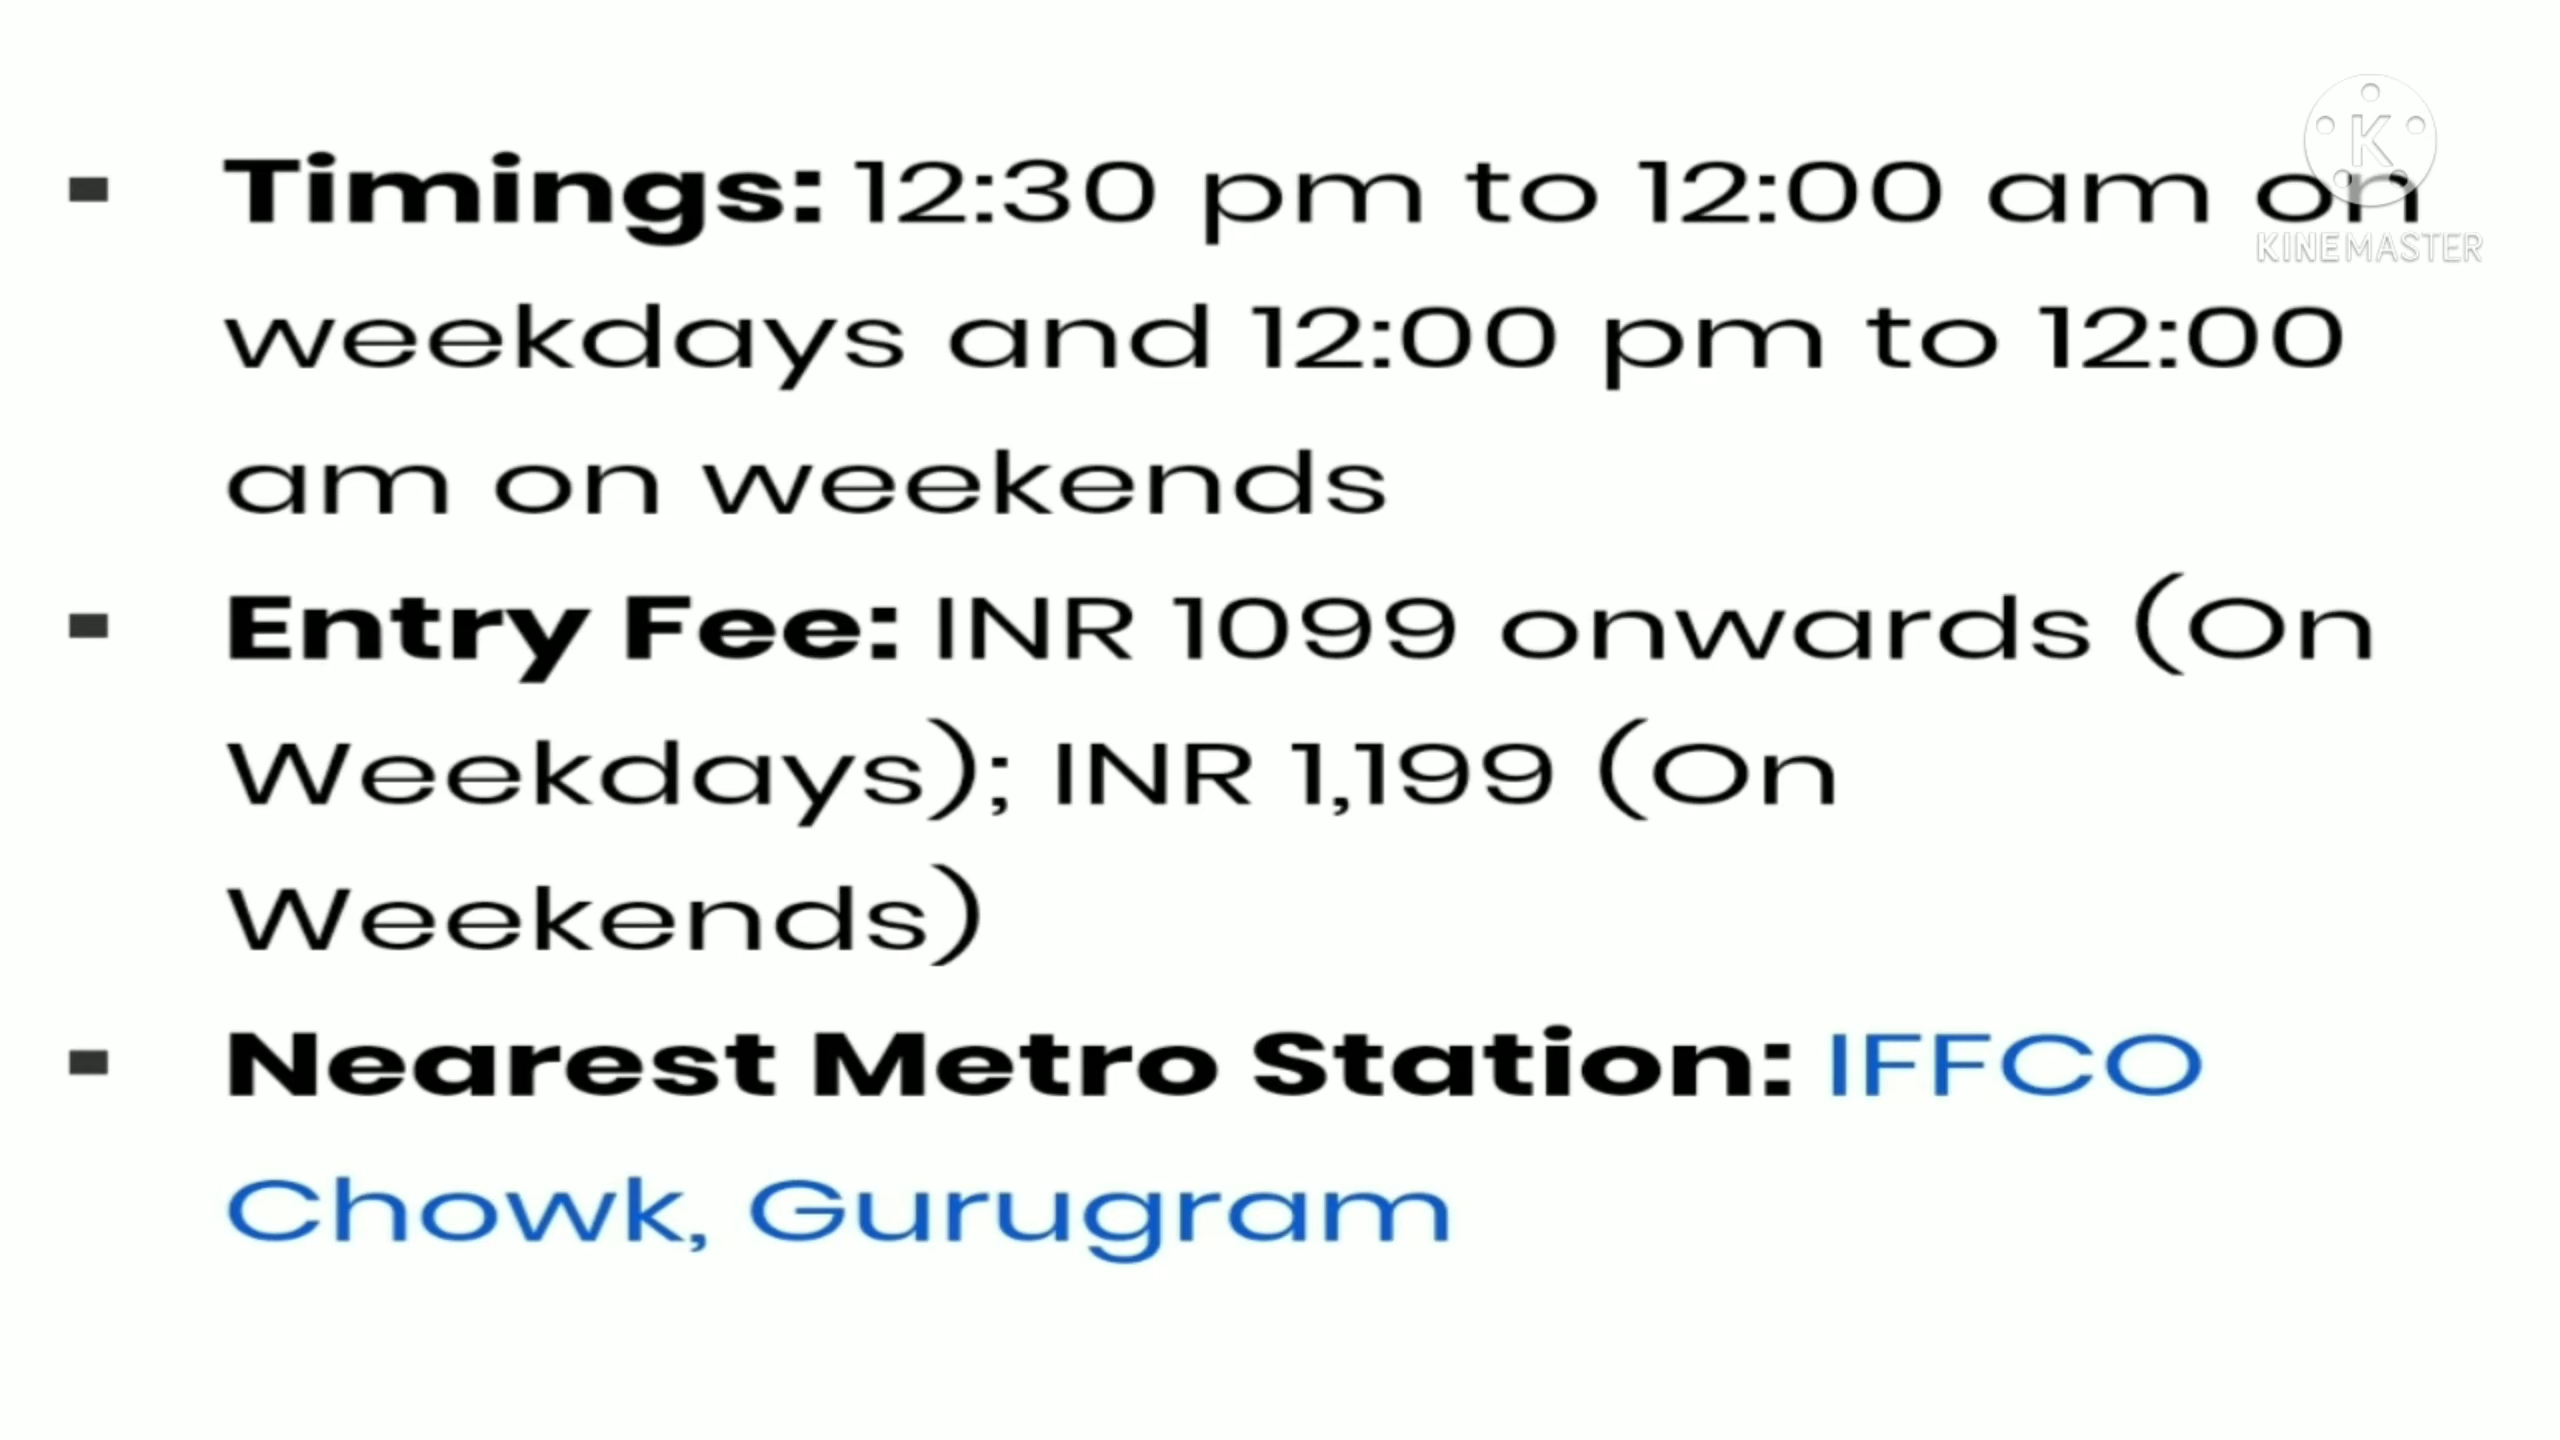 Timings: 12:30 pm to 12:00 am on
KINEMASTER
weekdays and 12:00 pm to 12:00
am on weekends
Entry Fee: INR 1099 onwards (On
Weekdays); INR 1,199 (On
Weekends)
Nearest Metro Station: IFFCO
Chowk, Gurugram